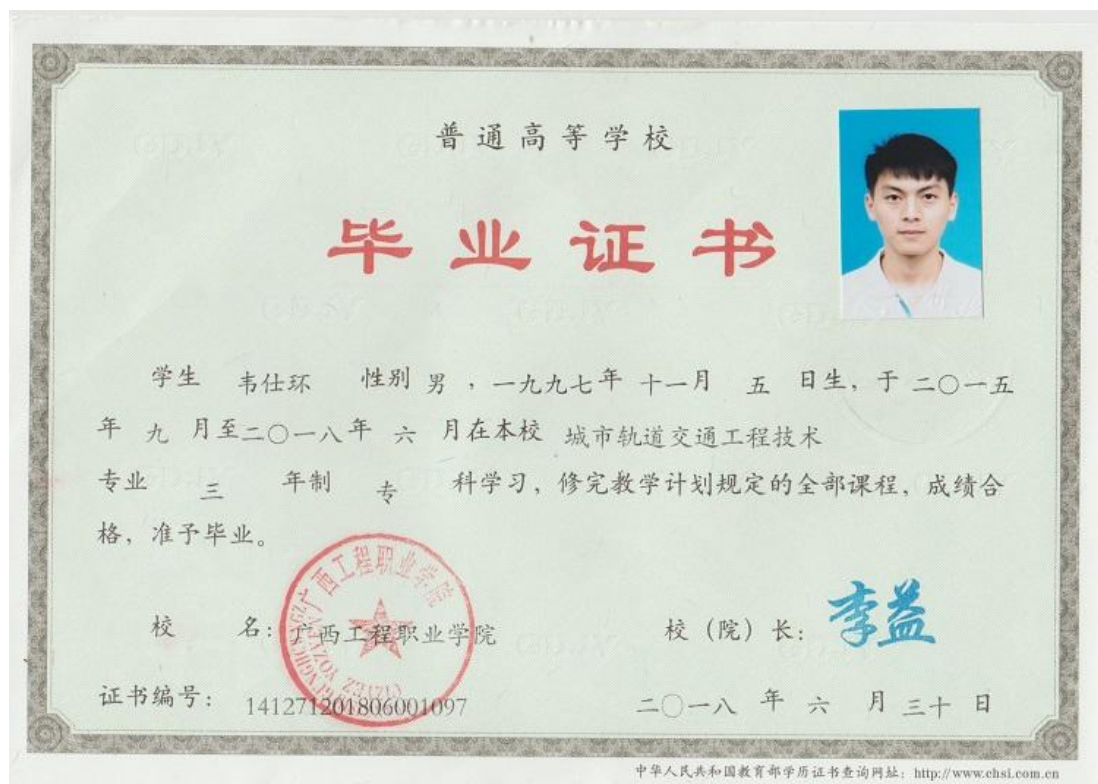 普通高等学校
毕业证书
学生 韦仕环 性别 男 ，一九九七年 十一月 五 日生，于 二〇一五
年 九 月至二〇一八年 六 月在本校 城市轨道交通工程技术
专业 三 年制 专 科学习，修完教学计划规定的全部课程，成绩合
格，准予毕业。
广西工程职业学院
校 名：广西工程职业学院 校（院）长：李益
证书编号：141271201806001097 二〇一八 年 六 月 三十 日
中华人民共和国教育部学历证书查询网址：http://www.chsi.com.cn